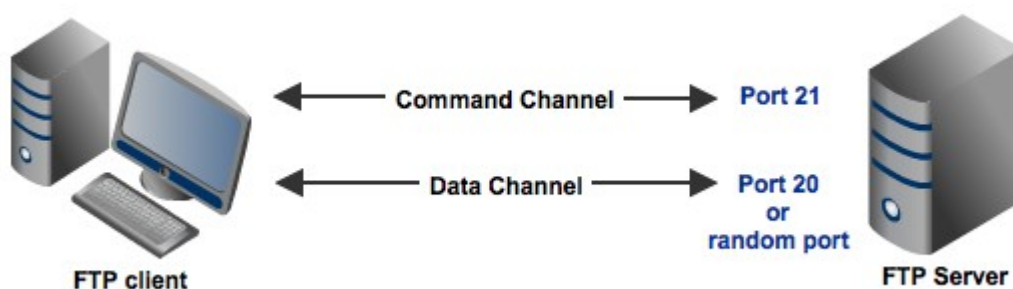 Command Channel
Port 21
Data Channel
Port 20
or
random port
FTP client
FTP Server